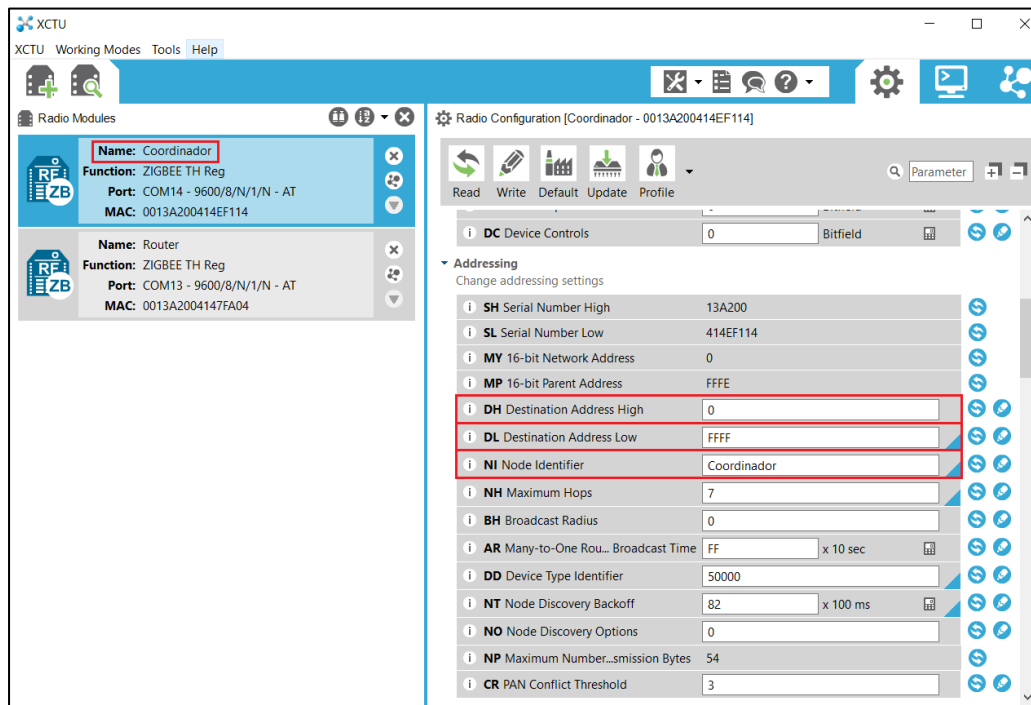 XCTU
XCTU Working Modes Tools Help
Radio Modules
Radio Configuration [Coordinador - 0013A200414EF114]
Name: Coordinador
Function: ZIGBEE TH Reg
Port: COM14 - 9600/8/N/1/N - AT
MAC: 0013A200414EF114
RF
ZB
Name: Router
Function: ZIGBEE TH Reg
Port: COM13 - 9600/8/N/1/N - AT
MAC: 0013A2004147FA04
RF
ZB
Read Write Default Update Profile
Parameter
DC Device Controls 0 Bitfield
Addressing
Change addressing settings
SH Serial Number High 13A200
SL Serial Number Low 414EF114
MY 16-bit Network Address 0
MP 16-bit Parent Address FFFE
DH Destination Address High 0
DL Destination Address Low FFFF
NI Node Identifier Coordinador
NH Maximum Hops 7
BH Broadcast Radius 0
AR Many-to-One Rou... Broadcast Time FF x 10 sec
DD Device Type Identifier 50000
NT Node Discovery Backoff 82 x 100 ms
NO Node Discovery Options 0
NP Maximum Number...smission Bytes 54
CR PAN Conflict Threshold 3